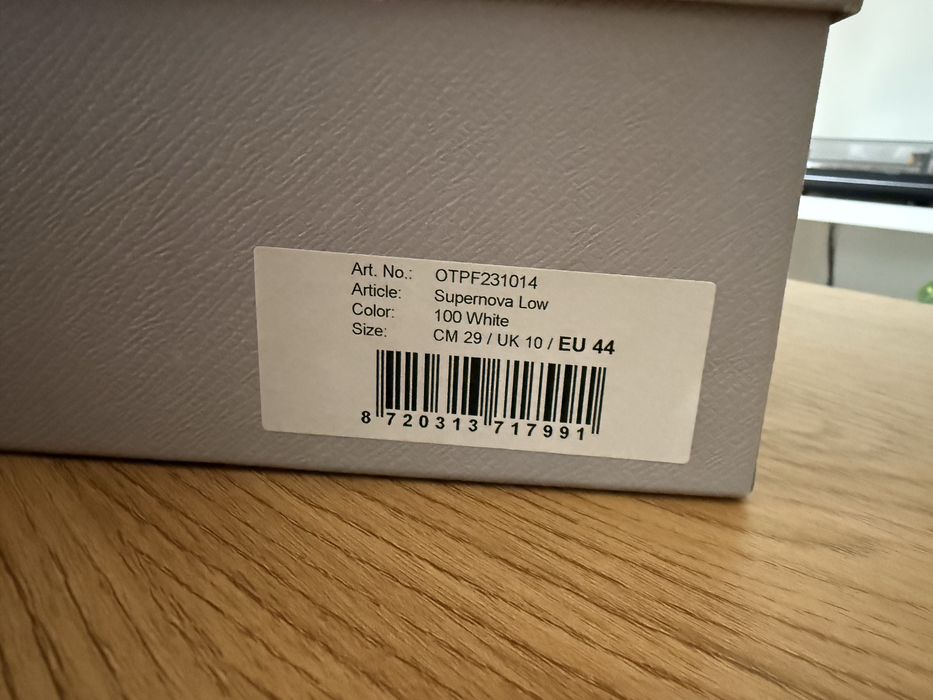 Art. No.: OTPF231014
Article: Supernova Low
Color: 100 White
Size: CM 29 / UK 10 / EU 44
8 720313 717991